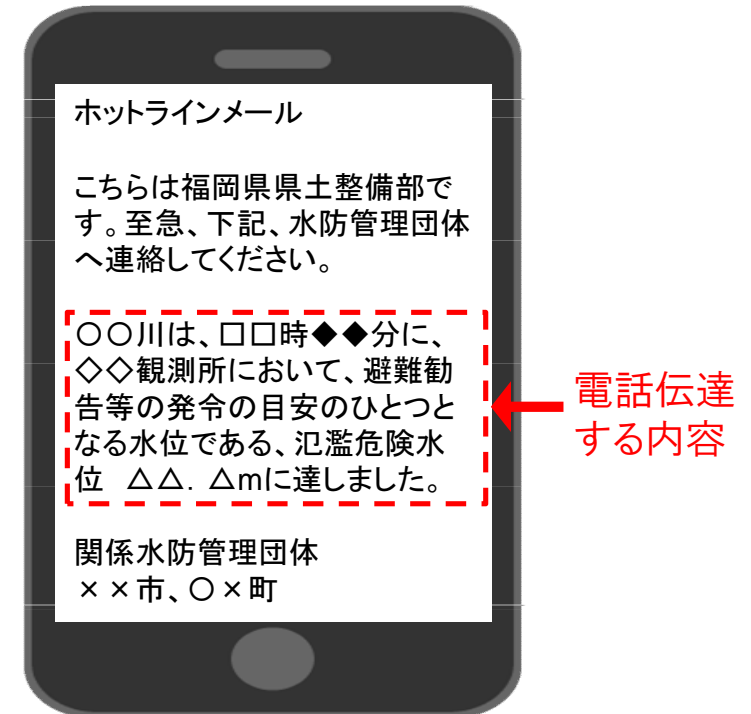 ホットラインメール
こちらは福岡県県土整備部で
す。至急、下記、水防管理団体
へ連絡してください。
〇〇川は、□□時◆◆分に、
◇◇観測所において、避難勧
告等の発令の目安のひとつと
なる水位である、氾濫危険水
位　△△．△mに達しました。
関係水防管理団体
××市、〇×町
電話伝達
する内容